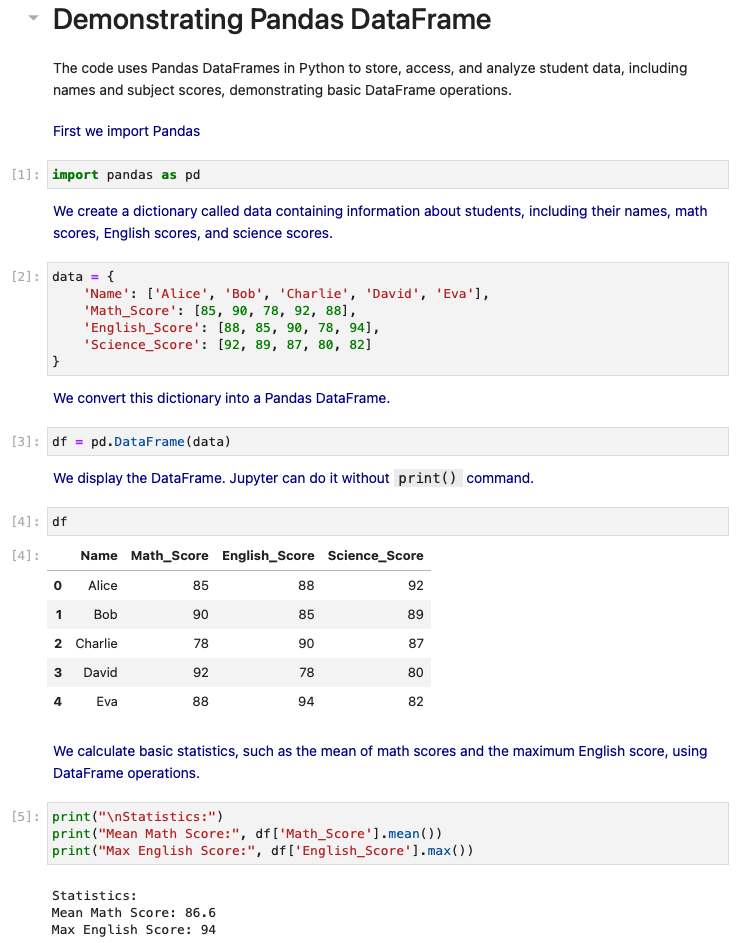 Demonstrating Pandas DataFrame
The code uses Pandas DataFrames in Python to store, access, and analyze student data, including
names and subject scores, demonstrating basic DataFrame operations.
First we import Pandas
[1]: import pandas as pd
We create a dictionary called data containing information about students, including their names, math
scores, English scores, and science scores.
[2]: data = {
    'Name': ['Alice', 'Bob', 'Charlie', 'David', 'Eva'],
    'Math_Score': [85, 90, 78, 92, 88],
    'English_Score': [88, 85, 90, 78, 94],
    'Science_Score': [92, 89, 87, 80, 82]
}
We convert this dictionary into a Pandas DataFrame.
[3]: df = pd.DataFrame(data)
We display the DataFrame. Jupyter can do it without print() command.
[4]: df
[4]: Name Math_Score English_Score Science_Score
0 Alice 85 88 92
1 Bob 90 85 89
2 Charlie 78 90 87
3 David 92 78 80
4 Eva 88 94 82
We calculate basic statistics, such as the mean of math scores and the maximum English score, using
DataFrame operations.
[5]: print("\nStatistics:")
print("Mean Math Score:", df['Math_Score'].mean())
print("Max English Score:", df['English_Score'].max())
Statistics:
Mean Math Score: 86.6
Max English Score: 94